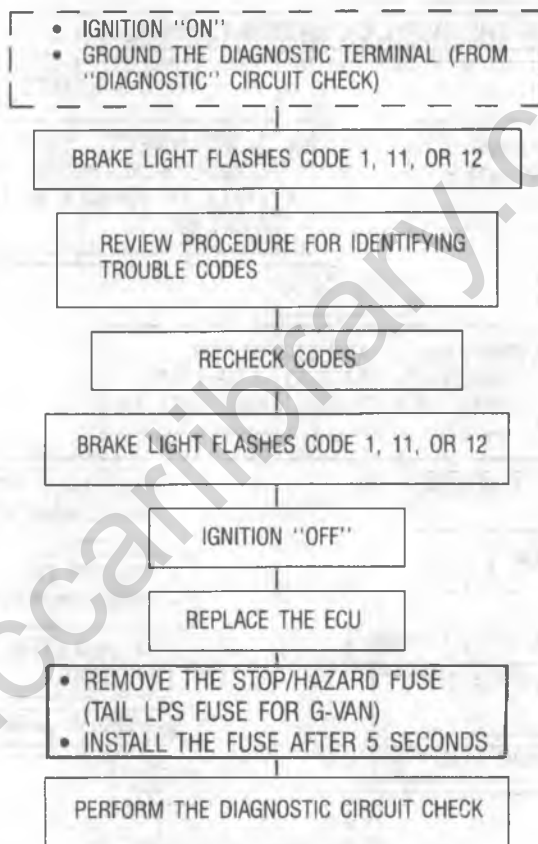 • IGNITION "ON"
• GROUND THE DIAGNOSTIC TERMINAL (FROM
"DIAGNOSTIC" CIRCUIT CHECK)
BRAKE LIGHT FLASHES CODE 1, 11, OR 12
REVIEW PROCEDURE FOR IDENTIFYING
TROUBLE CODES
RECHECK CODES
BRAKE LIGHT FLASHES CODE 1, 11, OR 12
IGNITION "OFF"
REPLACE THE ECU
• REMOVE THE STOP/HAZARD FUSE
(TAIL LPS FUSE FOR G-VAN)
• INSTALL THE FUSE AFTER 5 SECONDS
PERFORM THE DIAGNOSTIC CIRCUIT CHECK